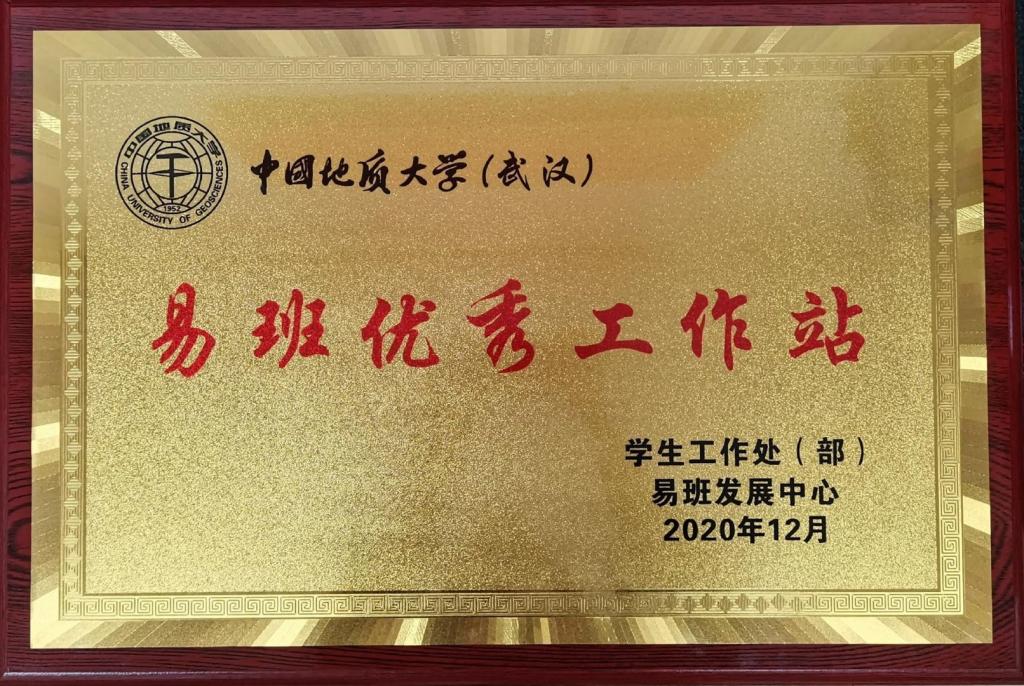 中国地质大学
CHINA UNIVERSITY OF GEOSCIENCES
1952
中國地质大学(武汉)
易班优秀工作站
学生工作处(部)
易班发展中心
2020年12月